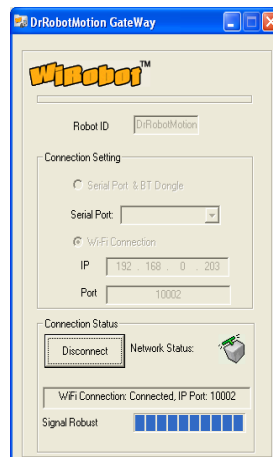 DrRobotMotion GateWay
WiRobot™
Robot ID DrRobotMotion
Connection Setting
Serial Port & BT Dongle
Serial Port:
Wi-Fi Connection
IP 192 . 168 . 0 . 203
Port 10002
Connection Status
Disconnect Network Status:
WiFi Connection: Connected, IP Port: 10002
Signal Robust